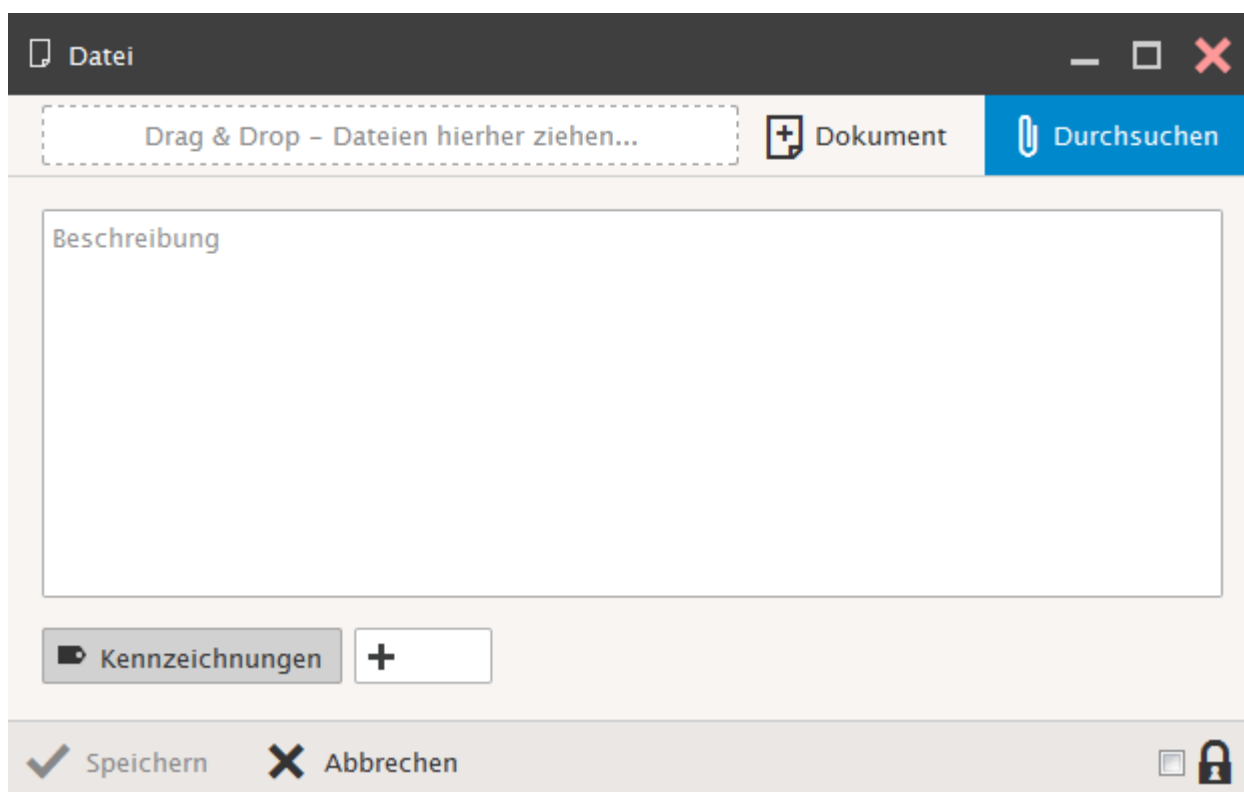 Datei
Drag & Drop – Dateien hierher ziehen...
Dokument
Durchsuchen
Beschreibung
Kennzeichnungen
Speichern
Abbrechen